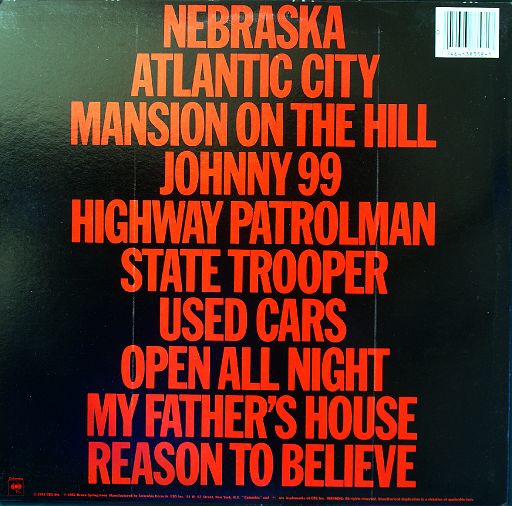 NEBRASKA
ATLANTIC CITY
MANSION ON THE HILL
JOHNNY 99
HIGHWAY PATROLMAN
STATE TROOPER
USED CARS
OPEN ALL NIGHT
MY FATHER'S HOUSE
REASON TO BELIEVE
Columbia